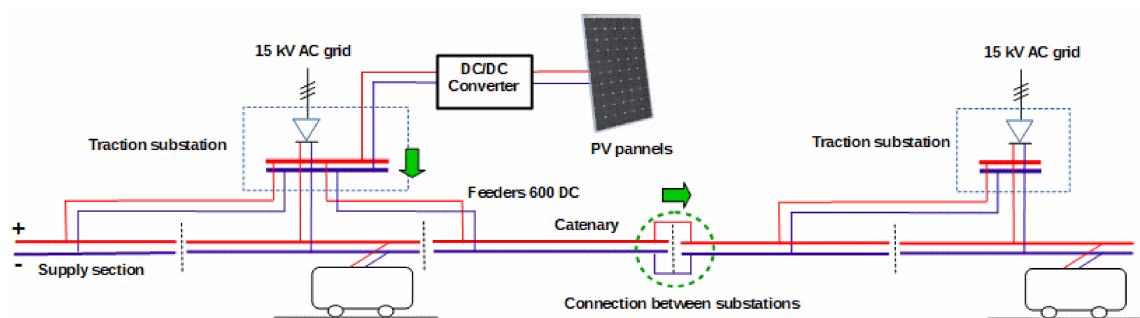 15 kV AC grid
DC/DC
Converter
15 kV AC grid
Traction substation
PV pannels
Traction substation
Feeders 600 DC
+
Catenary
-
Supply section
Connection between substations